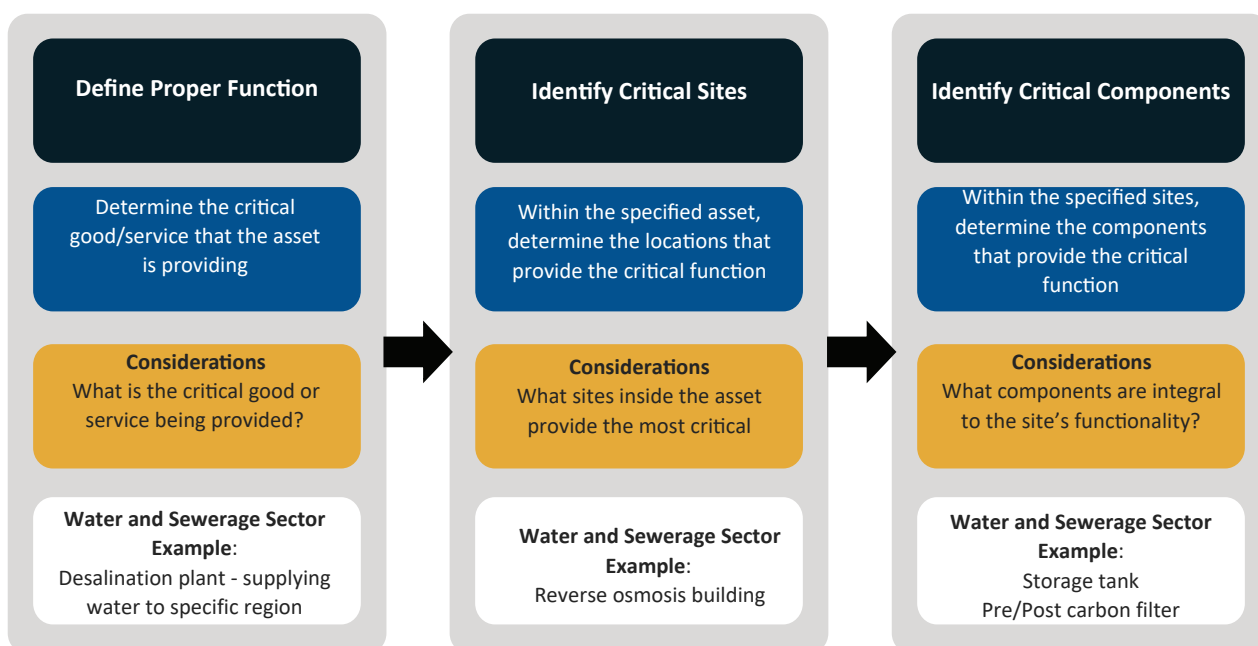 Define Proper Function
Determine the critical
good/service that the asset
is providing
Considerations
What is the critical good or
service being provided?
Water and Sewerage Sector
Example:
Desalination plant - supplying
water to specific region
Identify Critical Sites
Within the specified asset,
determine the locations that
provide the critical function
Considerations
What sites inside the asset
provide the most critical
Water and Sewerage Sector
Example:
Reverse osmosis building
Identify Critical Components
Within the specified sites,
determine the components
that provide the critical
function
Considerations
What components are integral
to the site's functionality?
Water and Sewerage Sector
Example:
Storage tank
Pre/Post carbon filter